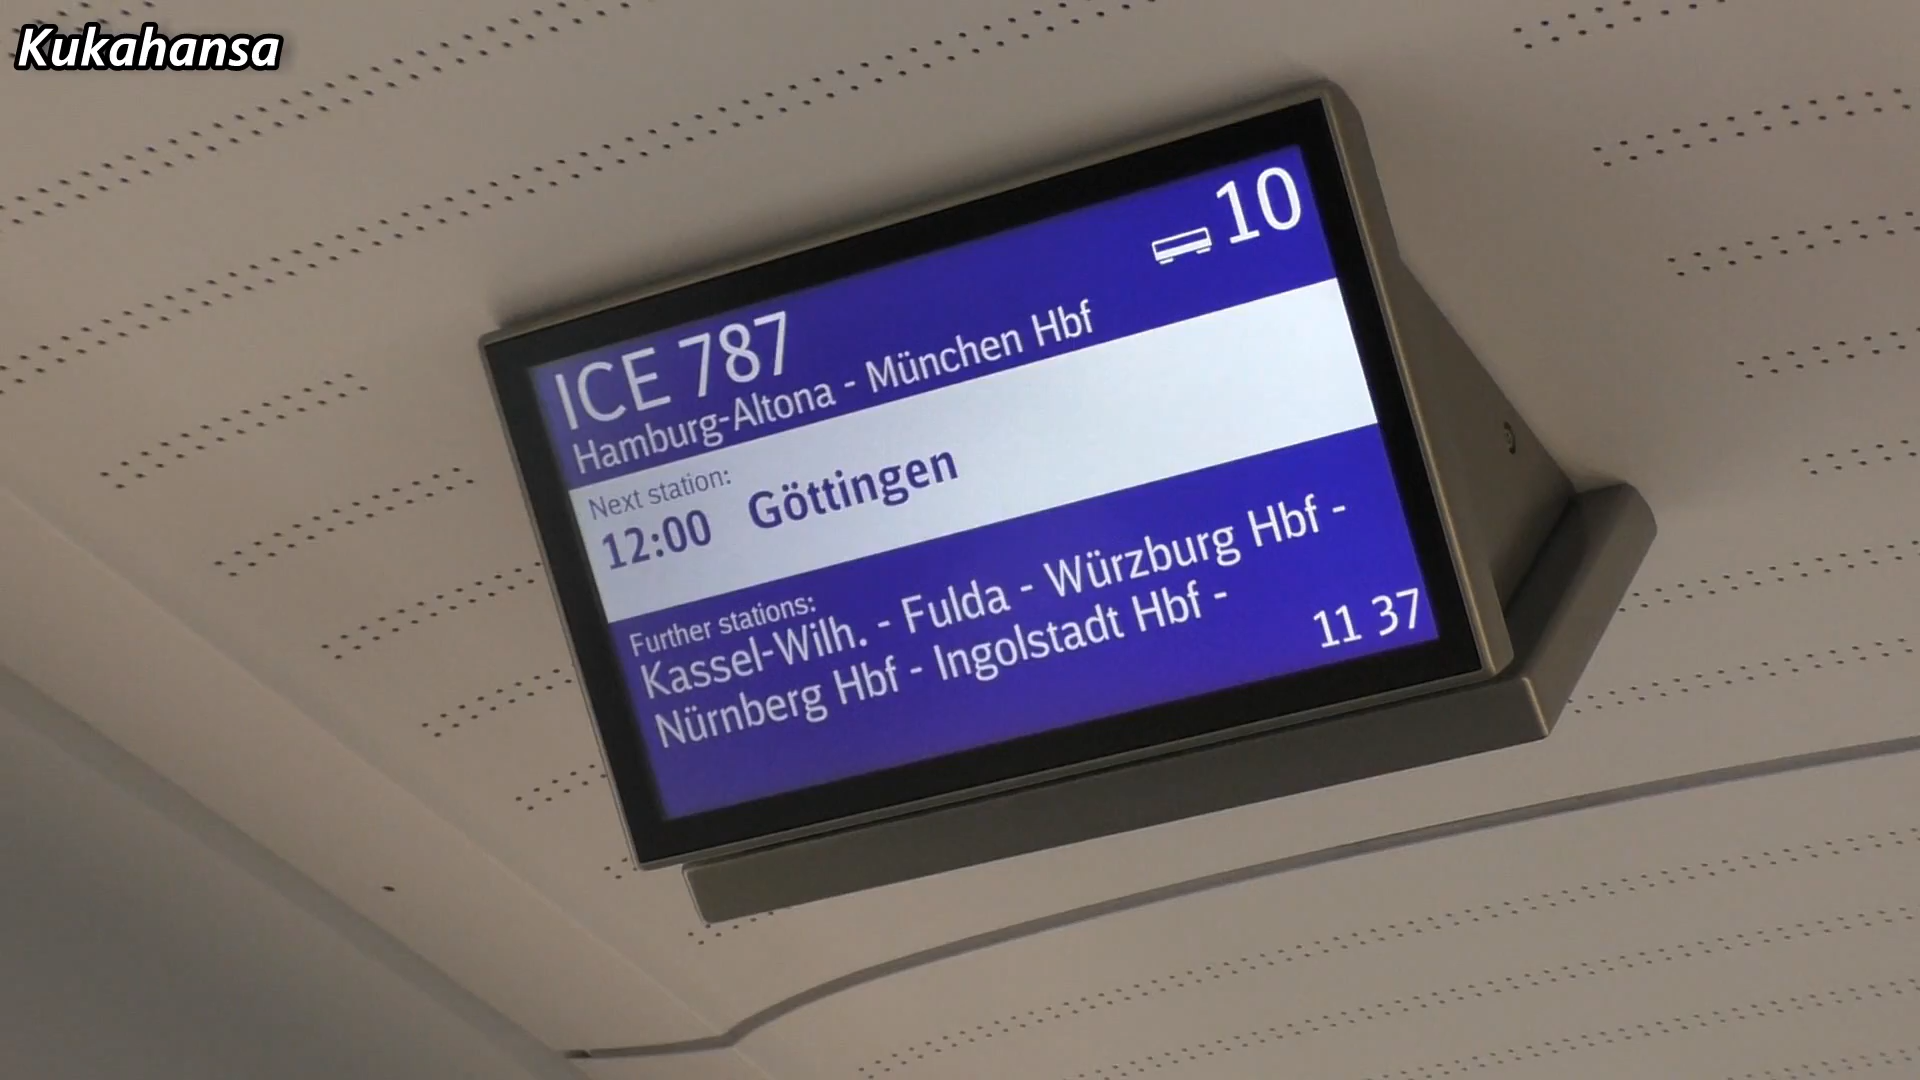 Kukahansa
10
ICE 787
Hamburg-Altona - München Hbf
Next station:
12:00 Göttingen
Further stations:
Kassel-Wilh. - Fulda - Würzburg Hbf -
Nürnberg Hbf - Ingolstadt Hbf -
11 37